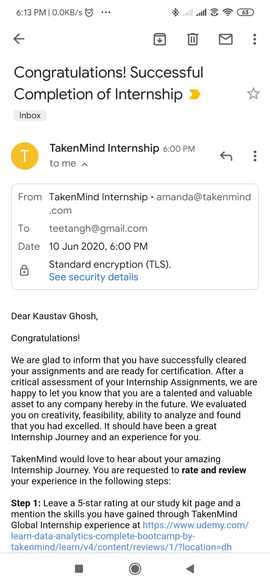 6:13 PM | 0.0KB/s
63
Congratulations! Successful
Completion of Internship
Inbox
T
TakenMind Internship 6:00 PM
to me
From TakenMind Internship • amanda@takenmind
.com
To teetangh@gmail.com
Date 10 Jun 2020, 6:00 PM
Standard encryption (TLS).
See security details
Dear Kaustav Ghosh,
Congratulations!
We are glad to inform that you have successfully cleared
your assignments and are ready for certification. After a
critical assessment of your Internship Assignments, we are
happy to let you know that you are a talented and valuable
asset to any company hereby in the future. We evaluated
you on creativity, feasibility, ability to analyze and found
that you had excelled. It should have been a great
Internship Journey and an experience for you.
TakenMind would love to hear about your amazing
Internship Journey. You are requested to rate and review
your experience in the following steps:
Step 1: Leave a 5-star rating at our study kit page and a
mention the skills you have gained through TakenMind
Global Internship experience at https://www.udemy.com/
learn-data-analytics-complete-bootcamp-by-
takenmind/learn/v4/content/reviews/1/?location=dh